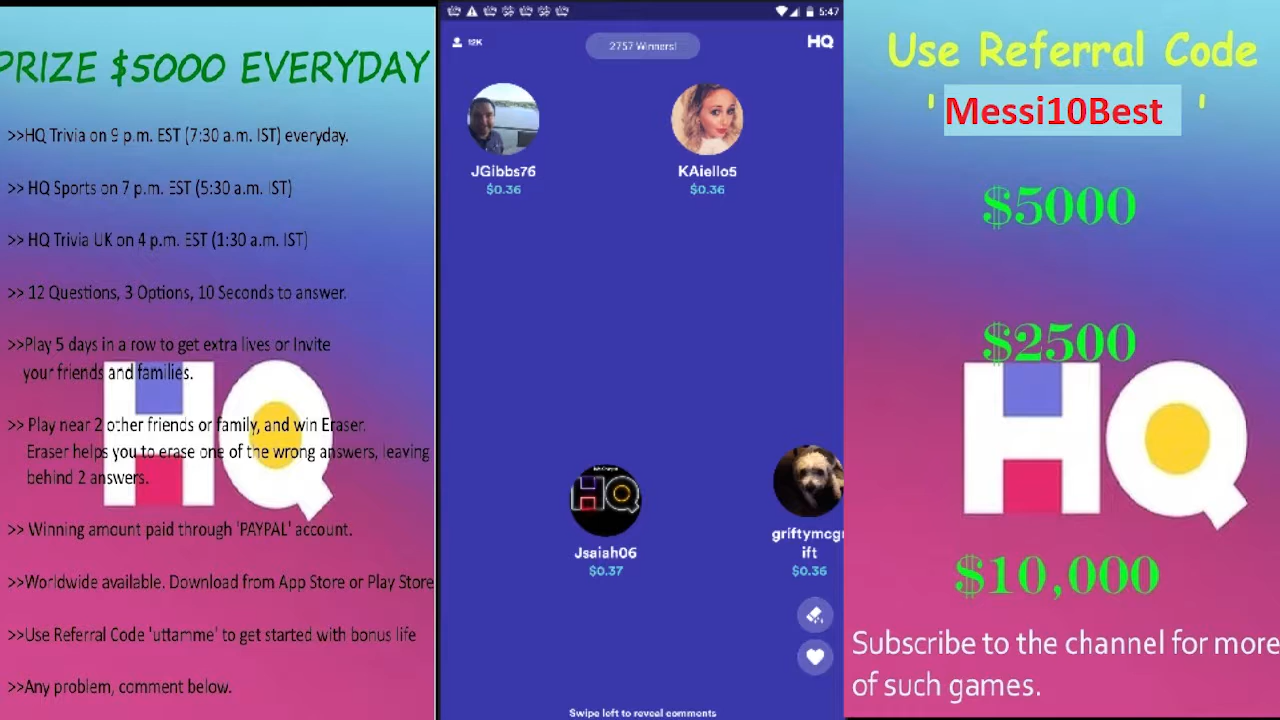 PRIZE $5000 EVERYDAY
>>HQ Trivia on 9 p.m. EST (7:30 a.m. IST) everyday.
>> HQ Sports on 7 p.m. EST (5:30 a.m. IST)
>> HQ Trivia UK on 4 p.m. EST (1:30 a.m. IST)
>> 12 Questions, 3 Options, 10 Seconds to answer.
>>Play 5 days in a row to get extra lives or Invite
your friends and families.
>> Play near 2 other friends or family, and win Eraser.
Eraser helps you to erase one of the wrong answers, leaving
behind 2 answers.
>> Winning amount paid through 'PAYPAL' account.
>>Worldwide available. Download from App Store or Play Store
>>Use Referral Code 'uttamme' to get started with bonus life
>>Any problem, comment below.
HQ
5:47
12K
2757 Winners!
HQ
JGibbs76
$0.36
KAiello5
$0.36
HQ
Jsaiah06
$0.37
griftymcgr
ift
$0.36
Swipe left to reveal comments
Use Referral Code
' Messi10Best '
$5000
$2500
HQ
$10,000
Subscribe to the channel for more
of such games.